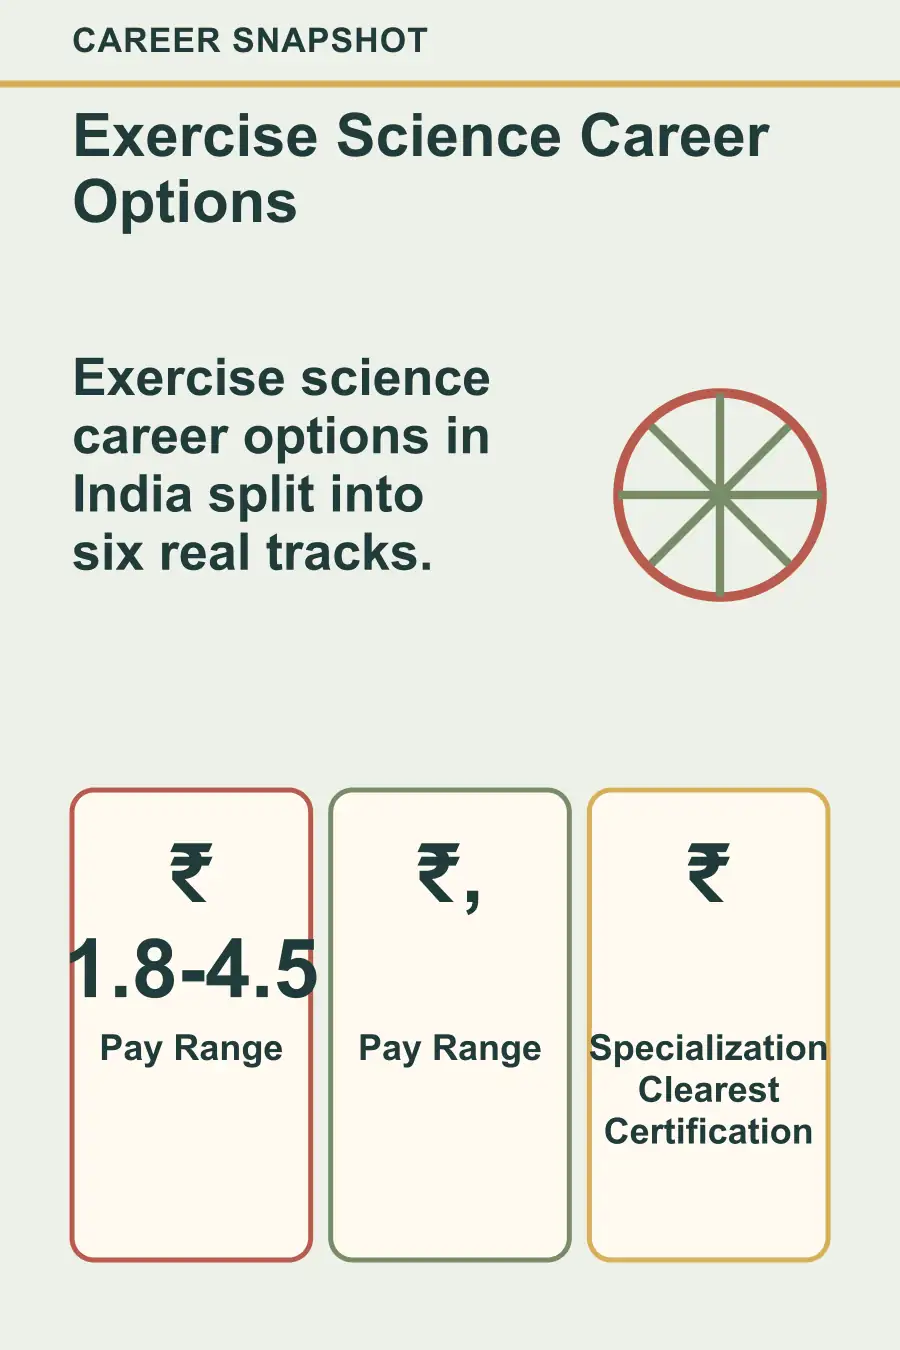 CAREER SNAPSHOT
Exercise Science Career
Options
Exercise science
career options in
India split into
six real tracks.
₹
1.8-4.5
Pay Range
₹,
Pay Range
₹
Specialization
Clearest
Certification